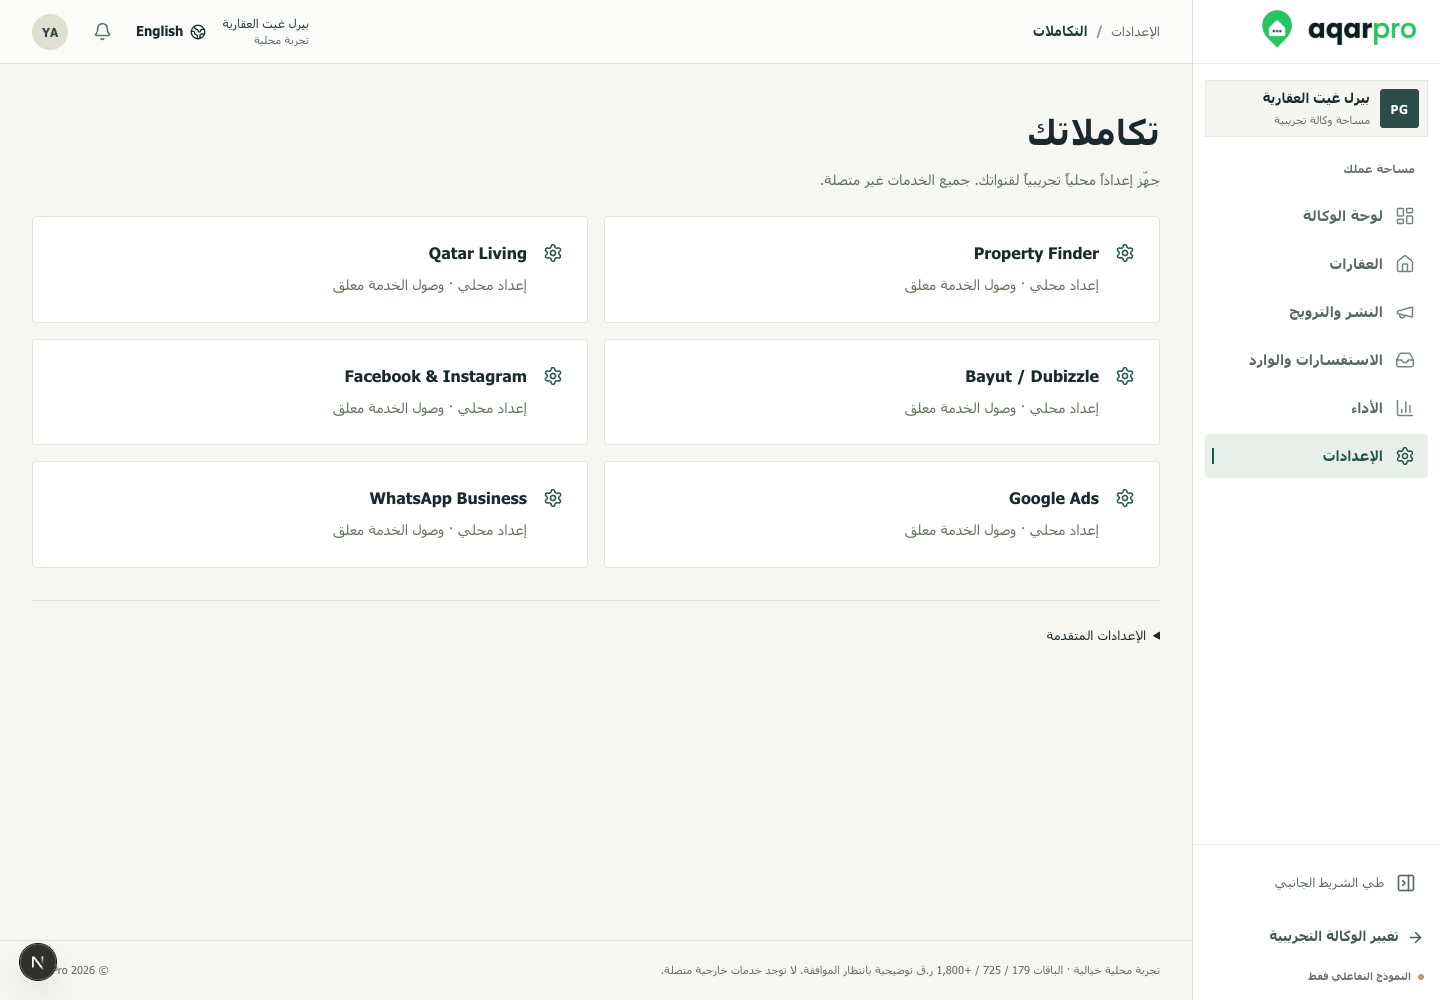 aqarpro
PG
بيرل غيت العقارية
مساحة وكالة تجريبية
مساحة عملك
لوحة الوكالة
العقارات
النشر والترويج
الاستفسارات والوارد
الأداء
الإعدادات
طي الشريط الجانبي
تغيير الوكالة التجريبية
النموذج التفاعلي فقط
الإعدادات / التكاملات
بيرل غيت العقارية
تجربة محلية
English
YA
تكاملاتك
جهّز إعداداً محلياً تجريبياً لقنواتك. جميع الخدمات غير متصلة.
Property Finder
إعداد محلي · وصول الخدمة معلق
Qatar Living
إعداد محلي · وصول الخدمة معلق
Bayut / Dubizzle
إعداد محلي · وصول الخدمة معلق
Facebook & Instagram
إعداد محلي · وصول الخدمة معلق
Google Ads
إعداد محلي · وصول الخدمة معلق
WhatsApp Business
إعداد محلي · وصول الخدمة معلق
الإعدادات المتقدمة
تجربة محلية خيالية · الباقات 179 / 725 / +1,800 ر.ق توضيحية بانتظار الموافقة. لا توجد خدمات خارجية متصلة.
© 2026
N